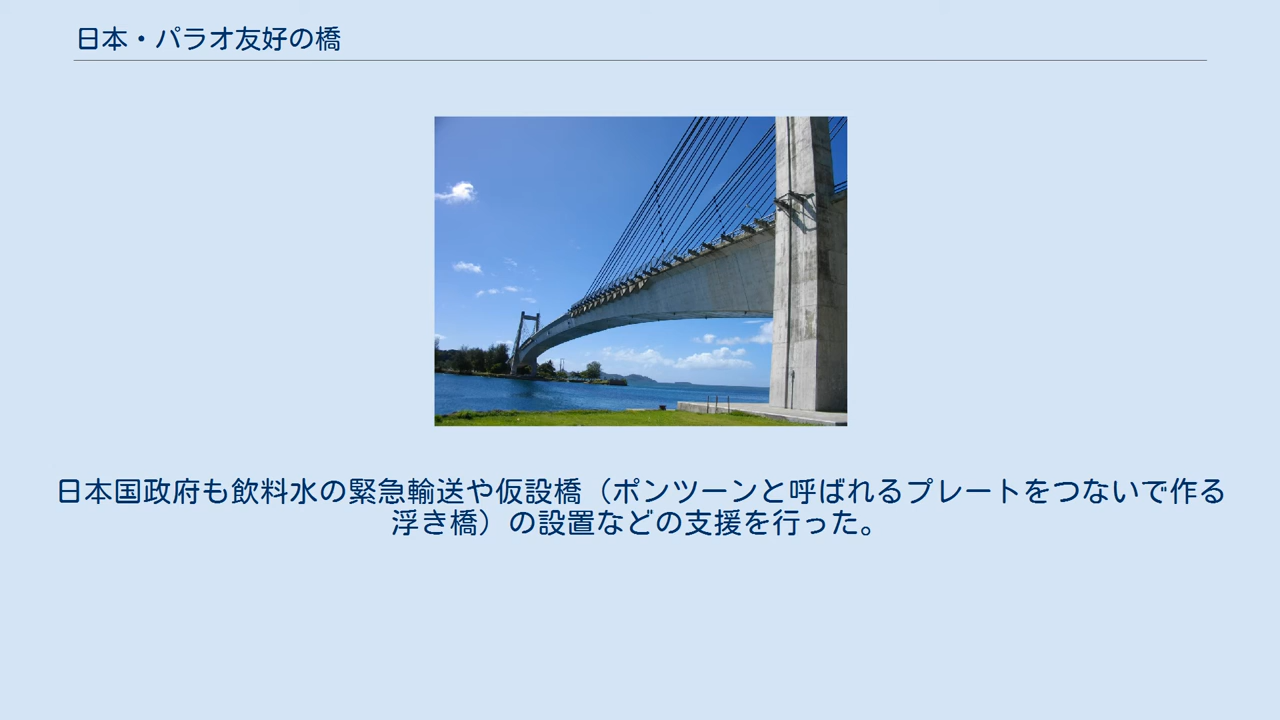 日本・パラオ友好の橋
日本国政府も飲料水の緊急輸送や仮設橋（ポンツーンと呼ばれるプレートをつないで作る
浮き橋）の設置などの支援を行った。